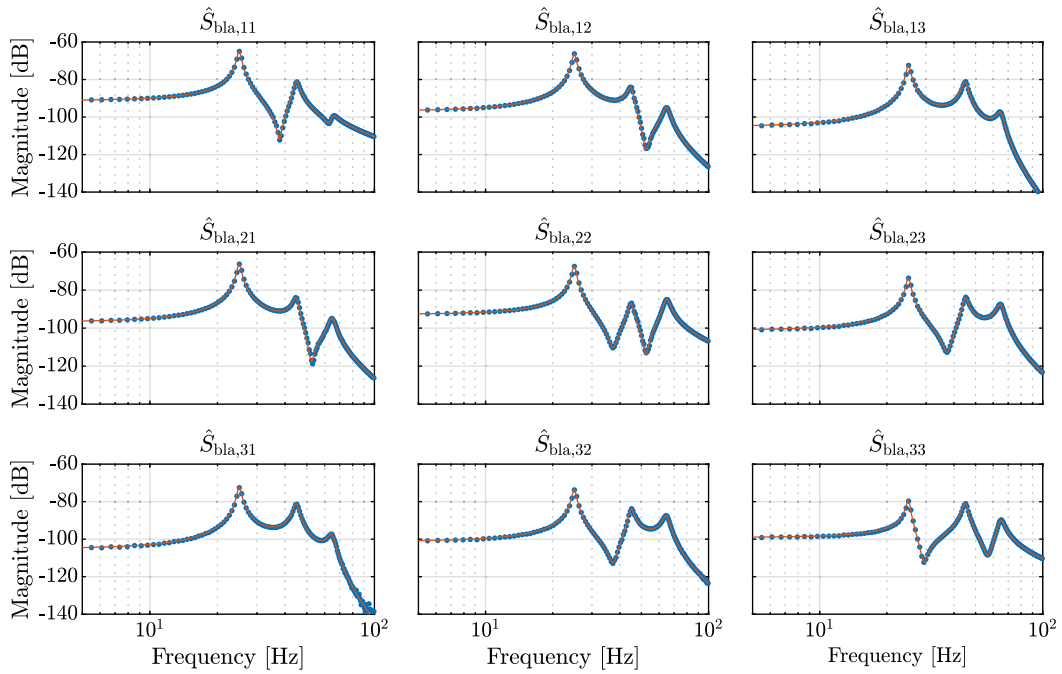 Ŝbla,11
Ŝbla,12
Ŝbla,13
Magnitude [dB]
-60
-80
-100
-120
-140
Ŝbla,21
Ŝbla,22
Ŝbla,23
Magnitude [dB]
-60
-80
-100
-120
-140
Ŝbla,31
Ŝbla,32
Ŝbla,33
Magnitude [dB]
-60
-80
-100
-120
-140
10¹ 10² 10¹ 10² 10¹ 10²
Frequency [Hz]
Frequency [Hz]
Frequency [Hz]